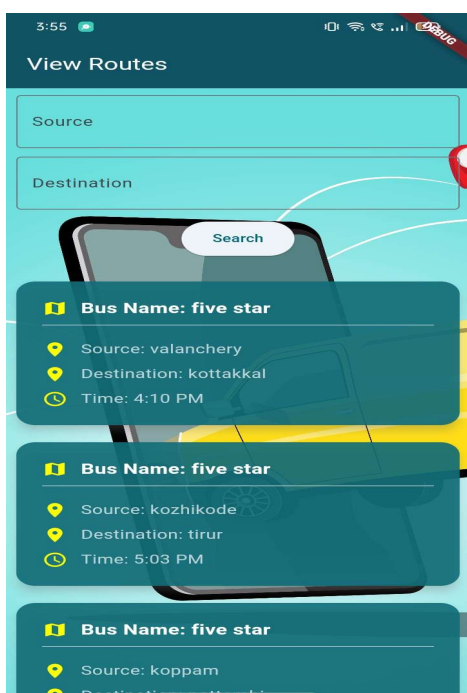 3:55
DEBUG
View Routes
Source
Destination
Search
Bus Name: five star
Source: valanchery
Destination: kottakkal
Time: 4:10 PM
Bus Name: five star
Source: kozhikode
Destination: tirur
Time: 5:03 PM
Bus Name: five star
Source: koppam